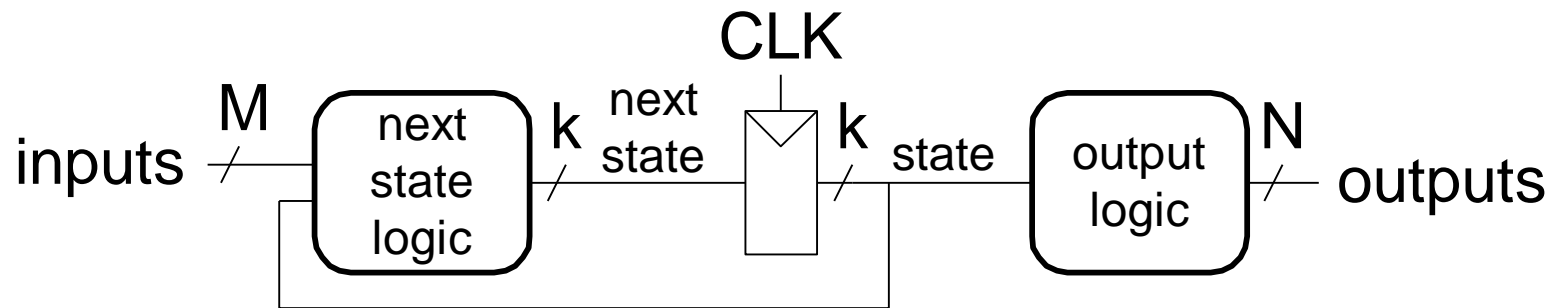 CLK
inputs
M
next
state
logic
k
next
state
k
state
output
logic
N
outputs